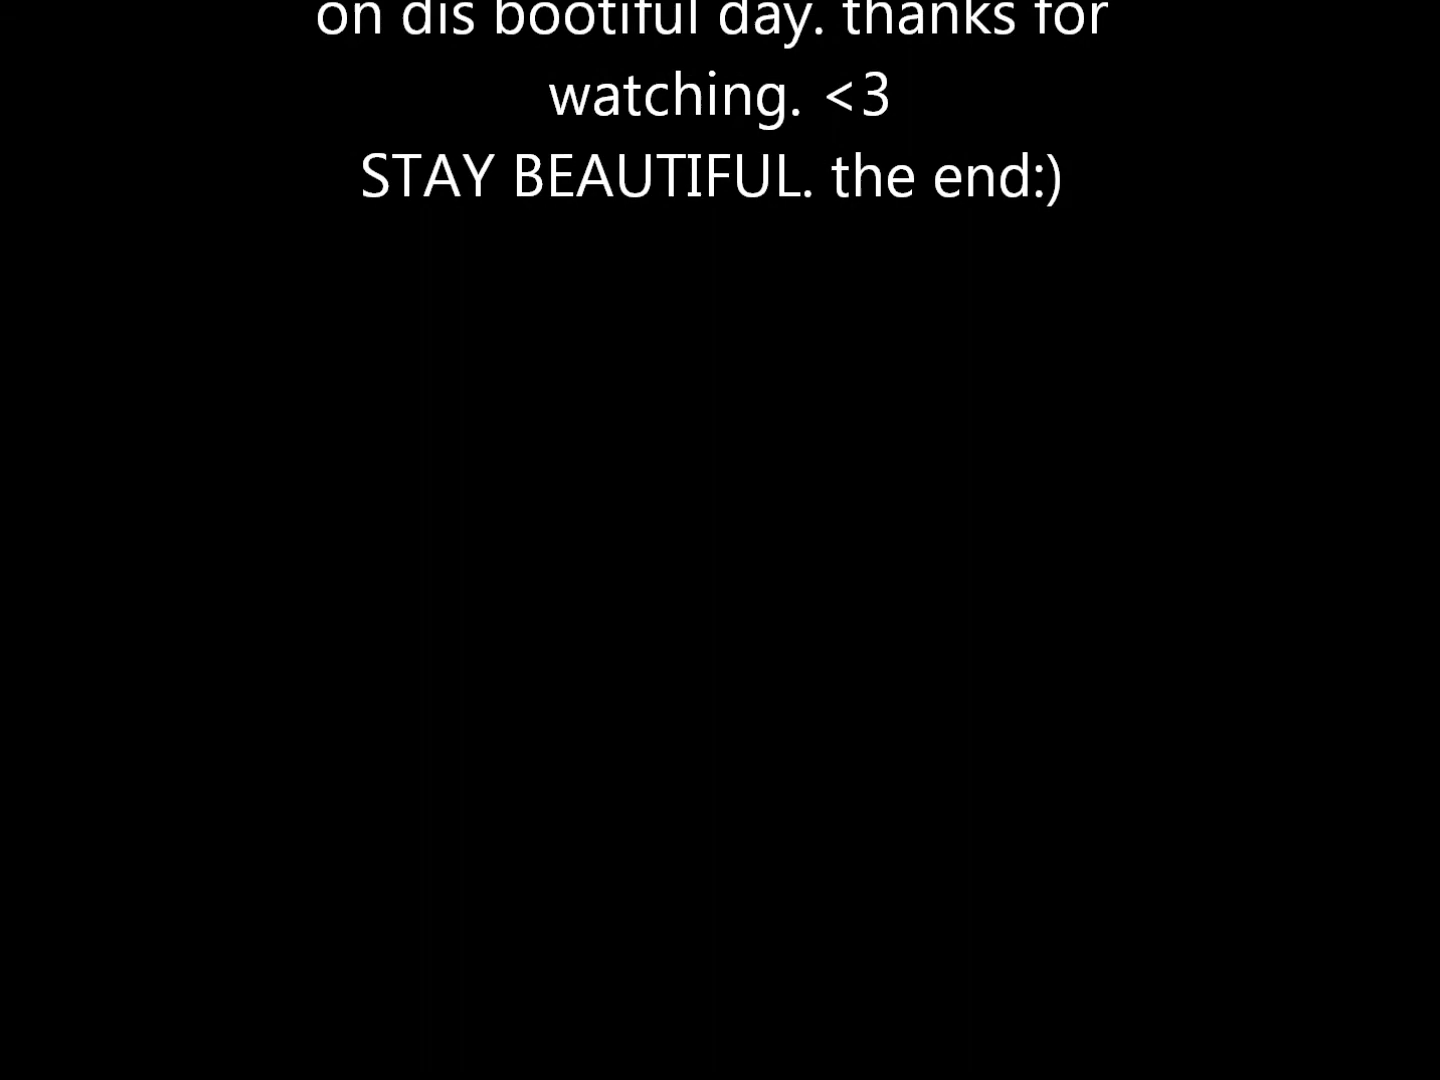 on dis bootiful day. thanks for
watching. <3
STAY BEAUTIFUL. the end:)